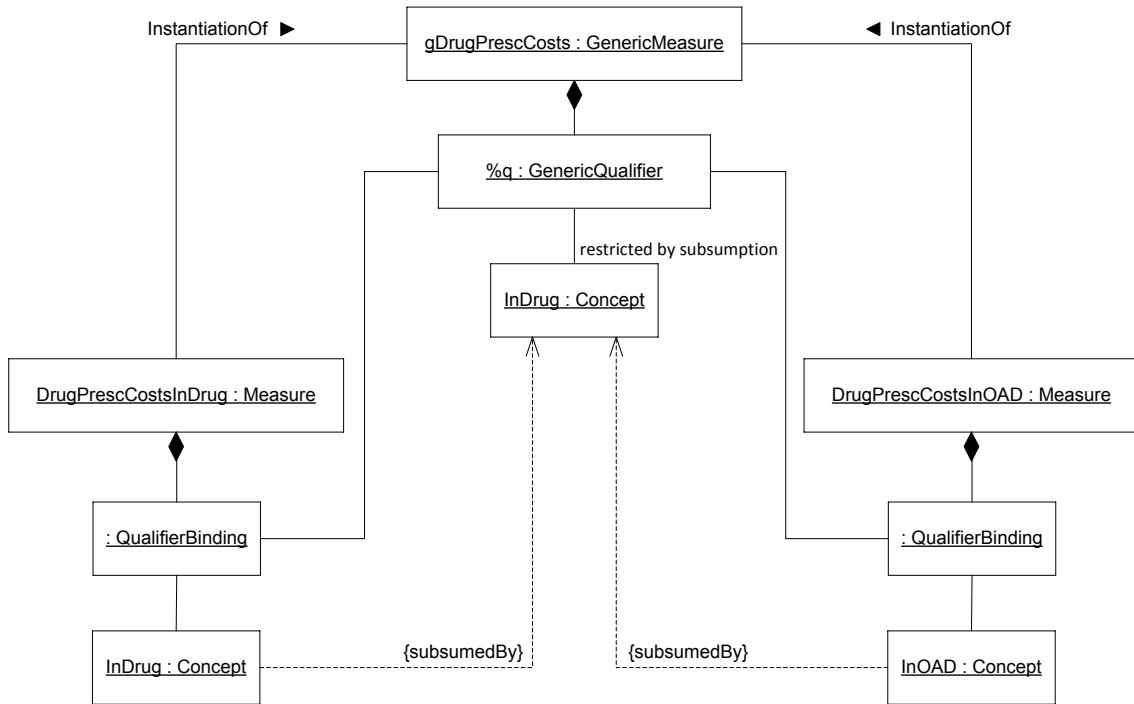 InstantiationOf ►
gDrugPrescCosts : GenericMeasure
◄ InstantiationOf
%q : GenericQualifier
restricted by subsumption
InDrug : Concept
DrugPrescCostsInDrug : Measure
DrugPrescCostsInOAD : Measure
: QualifierBinding
: QualifierBinding
InDrug : Concept
{subsumedBy}
{subsumedBy}
InOAD : Concept